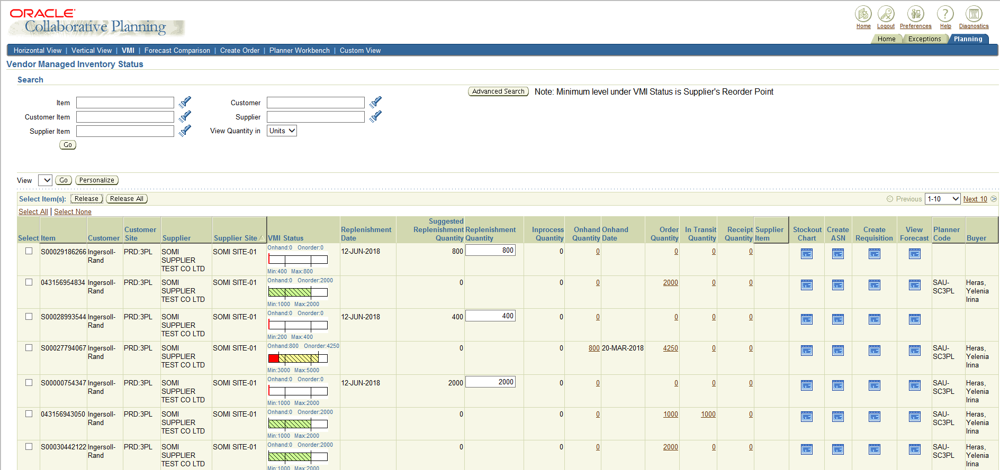 ORACLE
Collaborative Planning
Home Logout Preferences Help Diagnostics
Home Exceptions Planning
Horizontal View | Vertical View | VMI | Forecast Comparison | Create Order | Planner Workbench | Custom View
Vendor Managed Inventory Status
Search
Advanced Search Note: Minimum level under VMI Status is Supplier's Reorder Point
Item Customer
Customer Item Supplier
Supplier Item View Quantity in Units
Go
View Go Personalize
Select Item(s): Release Release All Previous 1-10 Next 10
Select All | Select None
Select Item Customer Customer Site Supplier Supplier Site VMI Status Replenishment Date Suggested Replenishment Quantity Replenishment Quantity Inprocess Quantity Onhand Quantity Onhand Date Order Quantity In Transit Quantity Receipt Quantity Supplier Item Stockout Chart Create ASN Create Requisition View Forecast Planner Code Buyer
S00029186266 Ingersoll-Rand PRD:3PL SOMI SUPPLIER TEST CO LTD SOMI SITE-01 Onhand:0 Onorder:0 Min:400 Max:800 12-JUN-2018 800 800 0 0 0 0 0
043156954834 Ingersoll-Rand PRD:3PL SOMI SUPPLIER TEST CO LTD SOMI SITE-01 Onhand:0 Onorder:2000 Min:1000 Max:2000 0 0 0 2000 0 0 SAU-SC3PL Heras, Yelenia Irina
S00028993544 Ingersoll-Rand PRD:3PL SOMI SUPPLIER TEST CO LTD SOMI SITE-01 Onhand:0 Onorder:0 Min:200 Max:400 12-JUN-2018 400 400 0 0 0 0 0
S00027794067 Ingersoll-Rand PRD:3PL SOMI SUPPLIER TEST CO LTD SOMI SITE-01 Onhand:800 Onorder:4250 Min:3000 Max:5000 0 0 800 20-MAR-2018 4250 0 0 SAU-SC3PL Heras, Yelenia Irina
S00000754347 Ingersoll-Rand PRD:3PL SOMI SUPPLIER TEST CO LTD SOMI SITE-01 Onhand:0 Onorder:0 Min:1000 Max:2000 12-JUN-2018 2000 2000 0 0 0 0 0 SAU-SC3PL Heras, Yelenia Irina
043156943050 Ingersoll-Rand PRD:3PL SOMI SUPPLIER TEST CO LTD SOMI SITE-01 Onhand:0 Onorder:2000 Min:1000 Max:2000 0 0 0 1000 1000 0 SAU-SC3PL Heras, Yelenia Irina
S00030442122 Ingersoll-Rand PRD:3PL SOMI SUPPLIER TEST CO LTD SOMI SITE-01 Onhand:0 Onorder:2000 Min:1000 Max:2000 0 0 0 2000 0 0 SAU-SC3PL Heras, Yelenia Irina